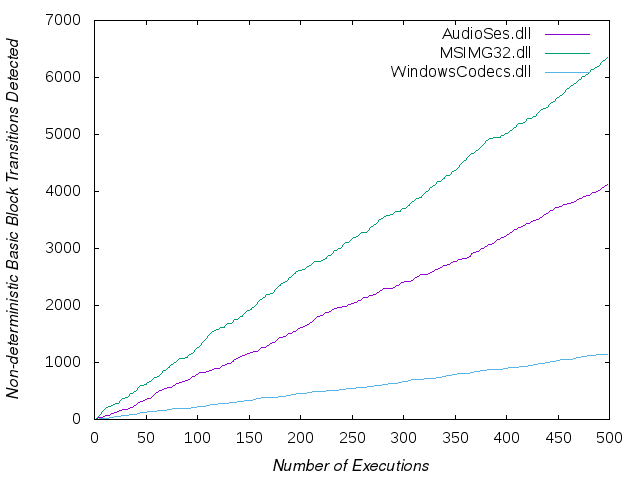 Non-deterministic Basic Block Transitions Detected
7000
6000
5000
4000
3000
2000
1000
0
AudioSes.dll
MSIMG32.dll
WindowsCodecs.dll
0 50 100 150 200 250 300 350 400 450 500
Number of Executions